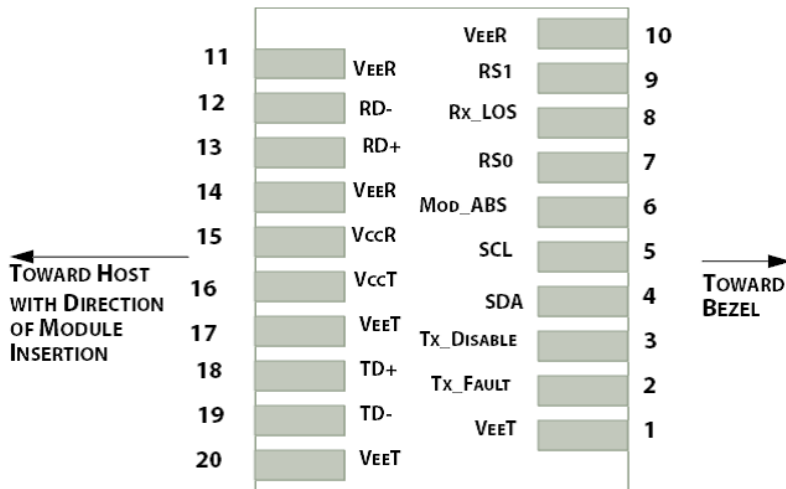 11 VEER
12 RD-
13 RD+
14 VEER
15 VCCR
16 VCCT
17 VEET
18 TD+
19 TD-
20 VEET
VEER 10
RS1 9
RX_LOS 8
RS0 7
MOD_ABS 6
SCL 5
SDA 4
TX_DISABLE 3
TX_FAULT 2
VEET 1
TOWARD HOST
WITH DIRECTION
OF MODULE
INSERTION
TOWARD
BEZEL